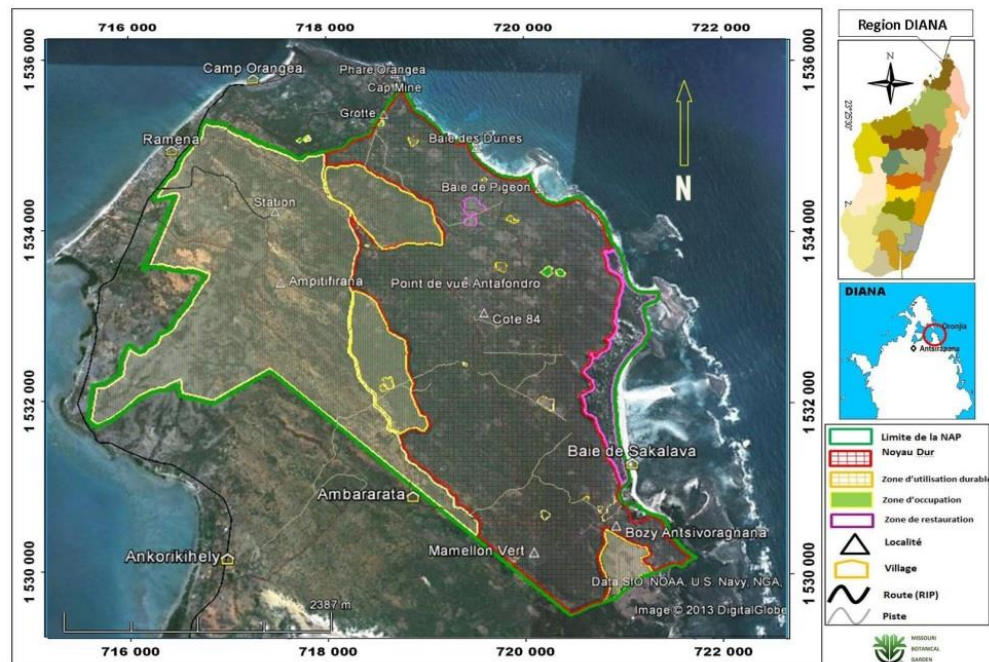 716 000 718 000 720 000 722 000
1 536 000
1 534 000
1 532 000
1 530 000
Camp Orangea
Phare Orangea
Cap Mine
Grotte
Ramena
Baie des Dunes
Baie de Pigeon
Station
N
Ampitifirana
Point de vue Antafondro
Cote 84
Baie de Sakalava
Ambararata
Bozy Antsivoragnana
Mamellon Vert
Ankorikihely
Data SIO, NOAA, U.S. Navy, NGA,
2387 m
Image © 2013 DigitalGlobe
1 536 000
1 534 000
1 532 000
1 530 000
716 000 718 000 720 000 722 000
Region DIANA
N
DIANA
Limite de la NAP
Noyau Dur
Zone d'utilisation durable
Zone d'occupation
Zone de restauration
Localité
Village
Route (RIP)
Piste
MISSOURI
BOTANICAL
GARDEN